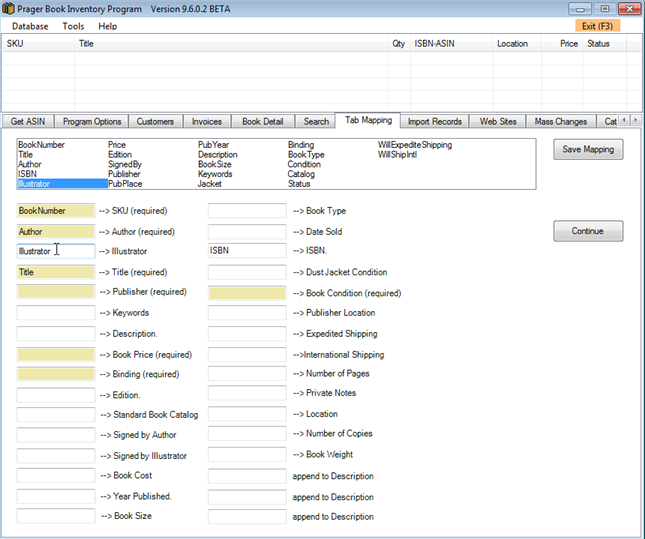 Prager Book Inventory Program Version 9.6.0.2 BETA
Database Tools Help Exit (F3)
SKU Title Qty ISBN-ASIN Location Price Status
Get ASIN Program Options Customers Invoices Book Detail Search Tab Mapping Import Records Web Sites Mass Changes Cat
BookNumber Price PubYear Binding WillExpediteShipping
Title Edition Description BookType WillShipIntl
Author SignedBy BookSize Condition
ISBN Publisher Keywords Catalog
Illustrator PubPlace Jacket Status
Save Mapping
BookNumber --> SKU (required) --> Book Type
Author --> Author (required) --> Date Sold
Continue
Illustrator --> Illustrator ISBN --> ISBN.
Title --> Title (required) --> Dust Jacket Condition
--> Publisher (required) --> Book Condition (required)
--> Keywords --> Publisher Location
--> Description. --> Expedited Shipping
--> Book Price (required) -->International Shipping
--> Binding (required) --> Number of Pages
--> Edition. --> Private Notes
--> Standard Book Catalog --> Location
--> Signed by Author --> Number of Copies
--> Signed by Illustrator --> Book Weight
--> Book Cost append to Description
--> Year Published. append to Description
--> Book Size append to Description